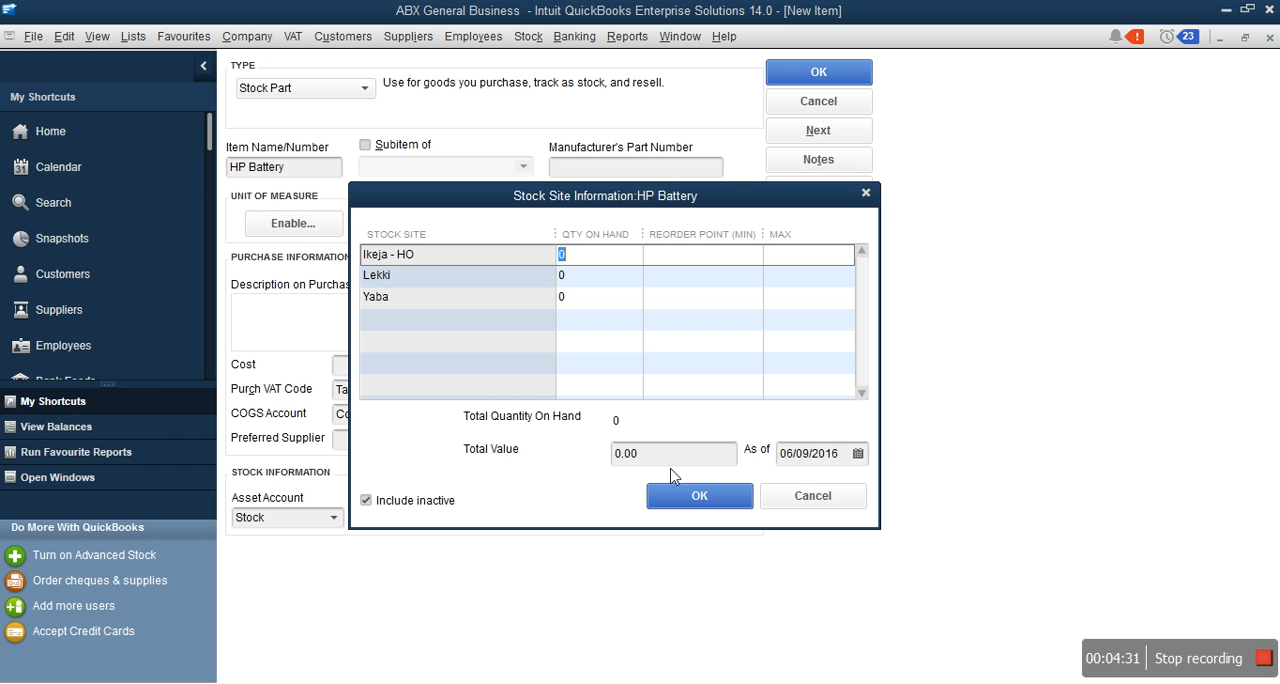 ABX General Business - Intuit QuickBooks Enterprise Solutions 14.0 - [New Item]
File Edit View Lists Favourites Company VAT Customers Suppliers Employees Stock Banking Reports Window Help
! 23
My Shortcuts
Home
Calendar
Search
Snapshots
Customers
Suppliers
Employees
My Shortcuts
View Balances
Run Favourite Reports
Open Windows
Do More With QuickBooks
Turn on Advanced Stock
Order cheques & supplies
Add more users
Accept Credit Cards
TYPE
Stock Part
Use for goods you purchase, track as stock, and resell.
OK
Cancel
Next
Notes
Item Name/Number
Subitem of
Manufacturer's Part Number
HP Battery
UNIT OF MEASURE
Enable...
PURCHASE INFORMATION
Description on Purchas
Cost
Purch VAT Code
Ta
COGS Account
Co
Preferred Supplier
STOCK INFORMATION
Asset Account
Stock
Stock Site Information:HP Battery
STOCK SITE QTY ON HAND REORDER POINT (MIN) MAX
Ikeja - HO 0
Lekki 0
Yaba 0
Total Quantity On Hand 0
Total Value 0.00 As of 06/09/2016
Include inactive
OK
Cancel
00:04:31 Stop recording